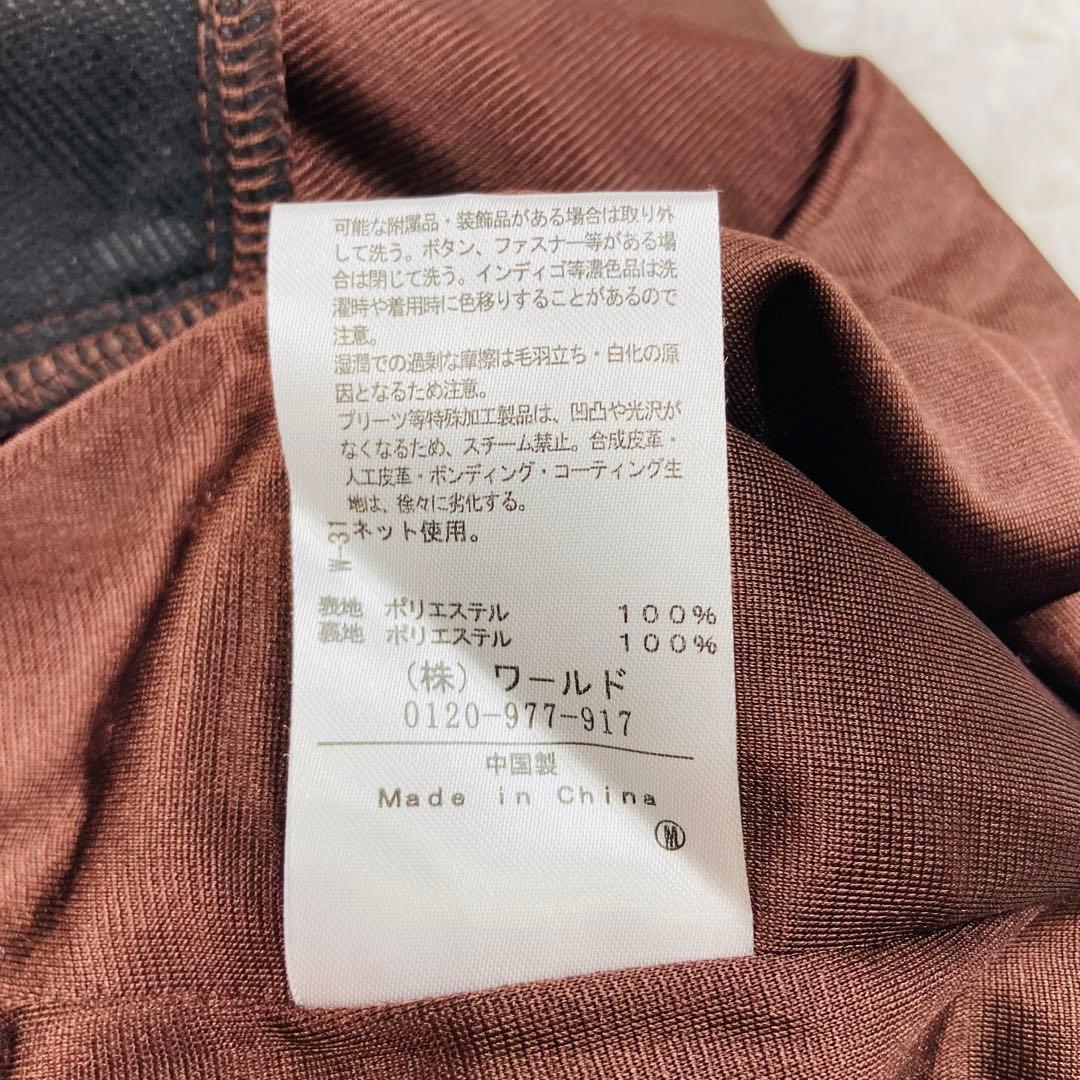 可能な附属品・装飾品がある場合は取り外
して洗う。ボタン、ファスナー等がある場
合は閉じて洗う。インディゴ等濃色品は洗
濯時や着用時に色移りすることがあるので
注意。
湿潤での過剰な摩擦は毛羽立ち・白化の原
因となるため注意。
プリーツ等特殊加工製品は、凹凸や光沢が
なくなるため、スチーム禁止。合成皮革・
人工皮革・ボンディング・コーティング生
地は、徐々に劣化する。
ネット使用。
W-31
表地 ポリエステル 100%
裏地 ポリエステル 100%
(株) ワールド
0120-977-917
中国製
Made in China
Ⓜ